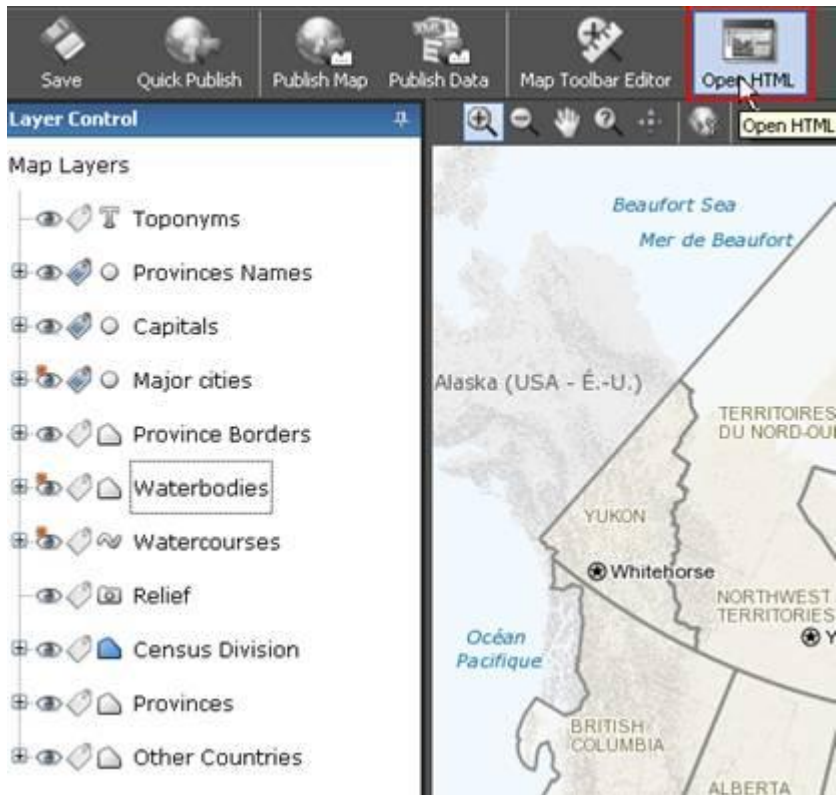 Save
Quick Publish
Publish Map
Publish Data
Map Toolbar Editor
Open HTML
Layer Control
Open HTML
Map Layers
Toponyms
Provinces Names
Capitals
Major cities
Province Borders
Waterbodies
Watercourses
Relief
Census Division
Provinces
Other Countries
Beaufort Sea
Mer de Beaufort
Alaska (USA - É.-U.)
TERRITOIRES
DU NORD-OU
YUKON
Whitehorse
NORTHWEST
TERRITORIES
Y
Océan
Pacifique
BRITISH
COLUMBIA
ALBERTA